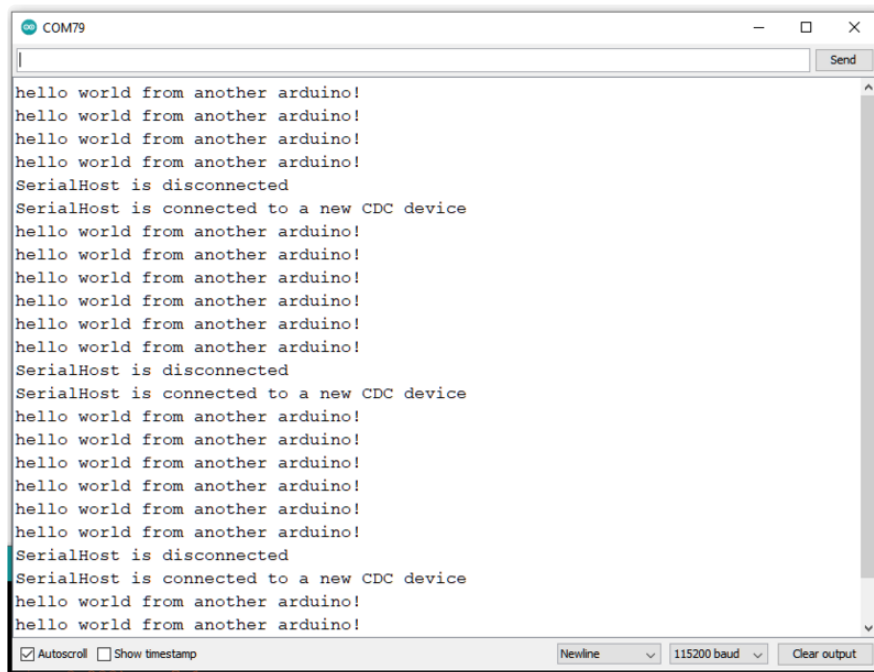 COM79
Send
hello world from another arduino!
hello world from another arduino!
hello world from another arduino!
hello world from another arduino!
SerialHost is disconnected
SerialHost is connected to a new CDC device
hello world from another arduino!
hello world from another arduino!
hello world from another arduino!
hello world from another arduino!
hello world from another arduino!
hello world from another arduino!
SerialHost is disconnected
SerialHost is connected to a new CDC device
hello world from another arduino!
hello world from another arduino!
hello world from another arduino!
hello world from another arduino!
hello world from another arduino!
hello world from another arduino!
SerialHost is disconnected
SerialHost is connected to a new CDC device
hello world from another arduino!
hello world from another arduino!
Autoscroll Show timestamp Newline 115200 baud Clear output